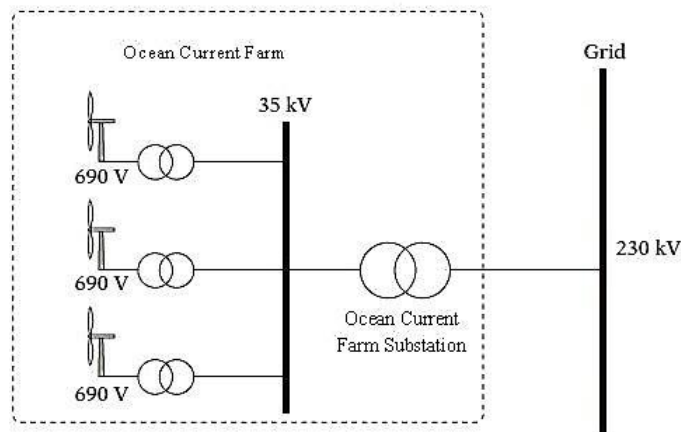 Ocean Current Farm
Grid
35 kV
690 V
690 V
230 kV
Ocean Current
Farm Substation
690 V